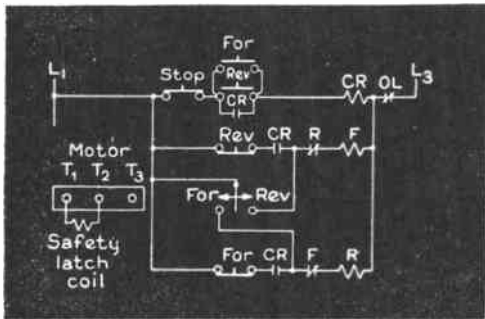 For
L1
Stop
Rev
CR
CR
OL
L3
Rev
CR
R
F
Motor
T1
T2
T3
For
Rev
Safety
latch
coil
For
CR
F
R